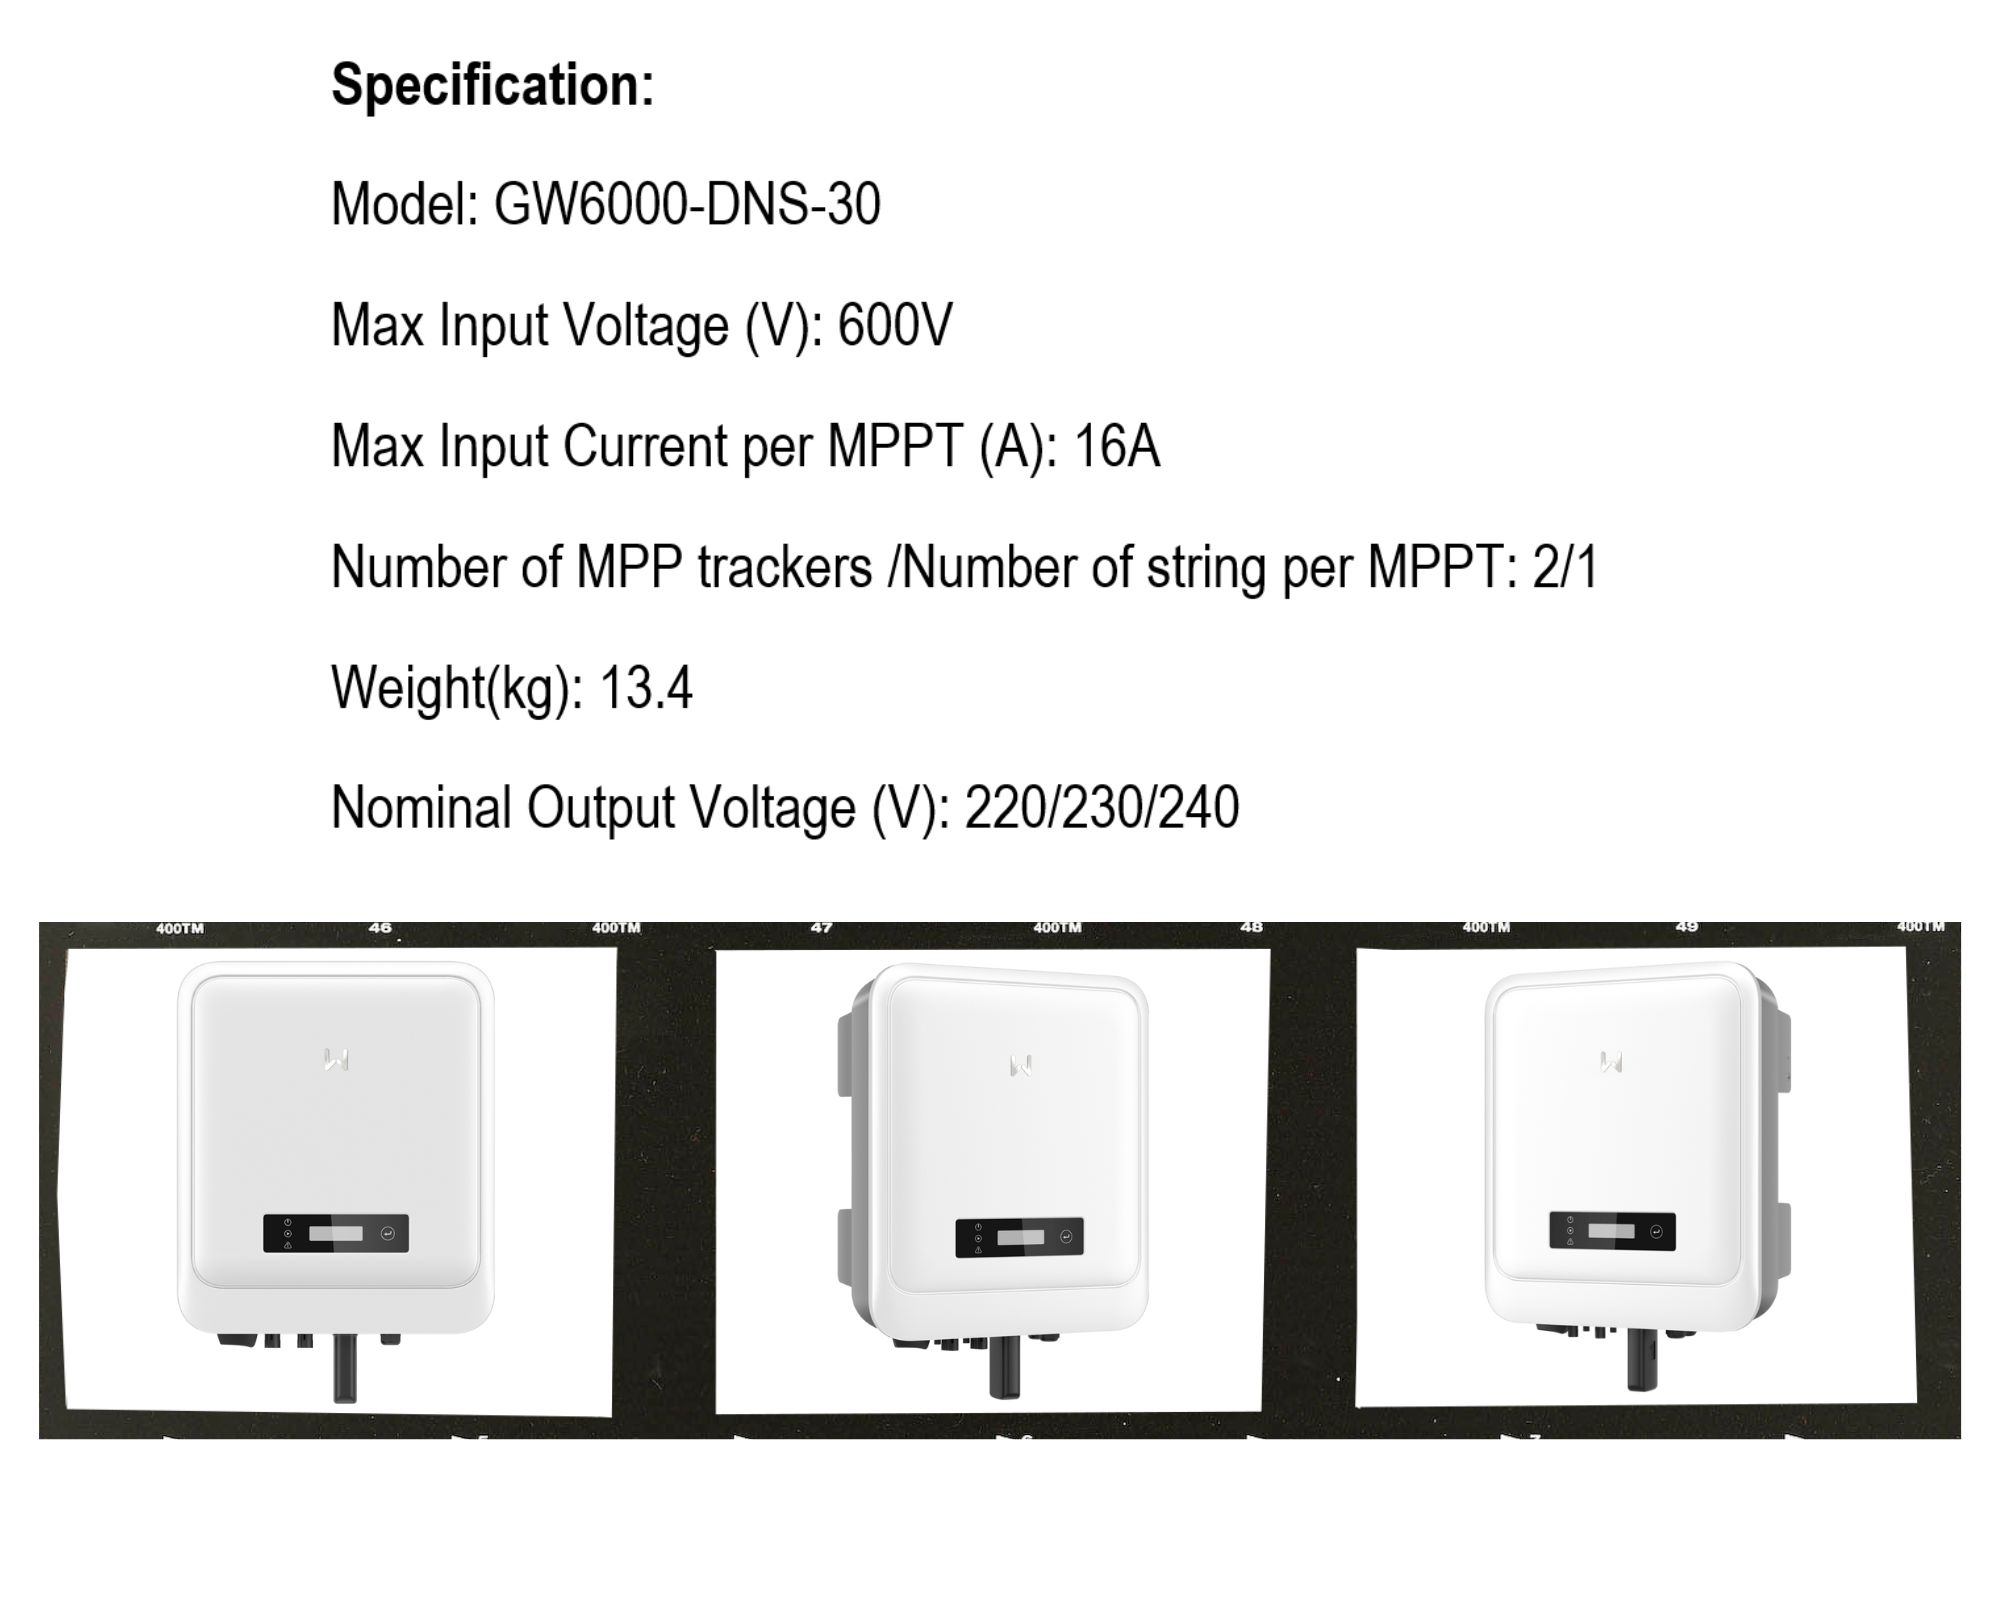 Specification:
Model: GW6000-DNS-30
Max Input Voltage (V): 600V
Max Input Current per MPPT (A): 16A
Number of MPP trackers /Number of string per MPPT: 2/1
Weight(kg): 13.4
Nominal Output Voltage (V): 220/230/240
400TM 46 400TM 47 400TM 48 400TM 49 400TM